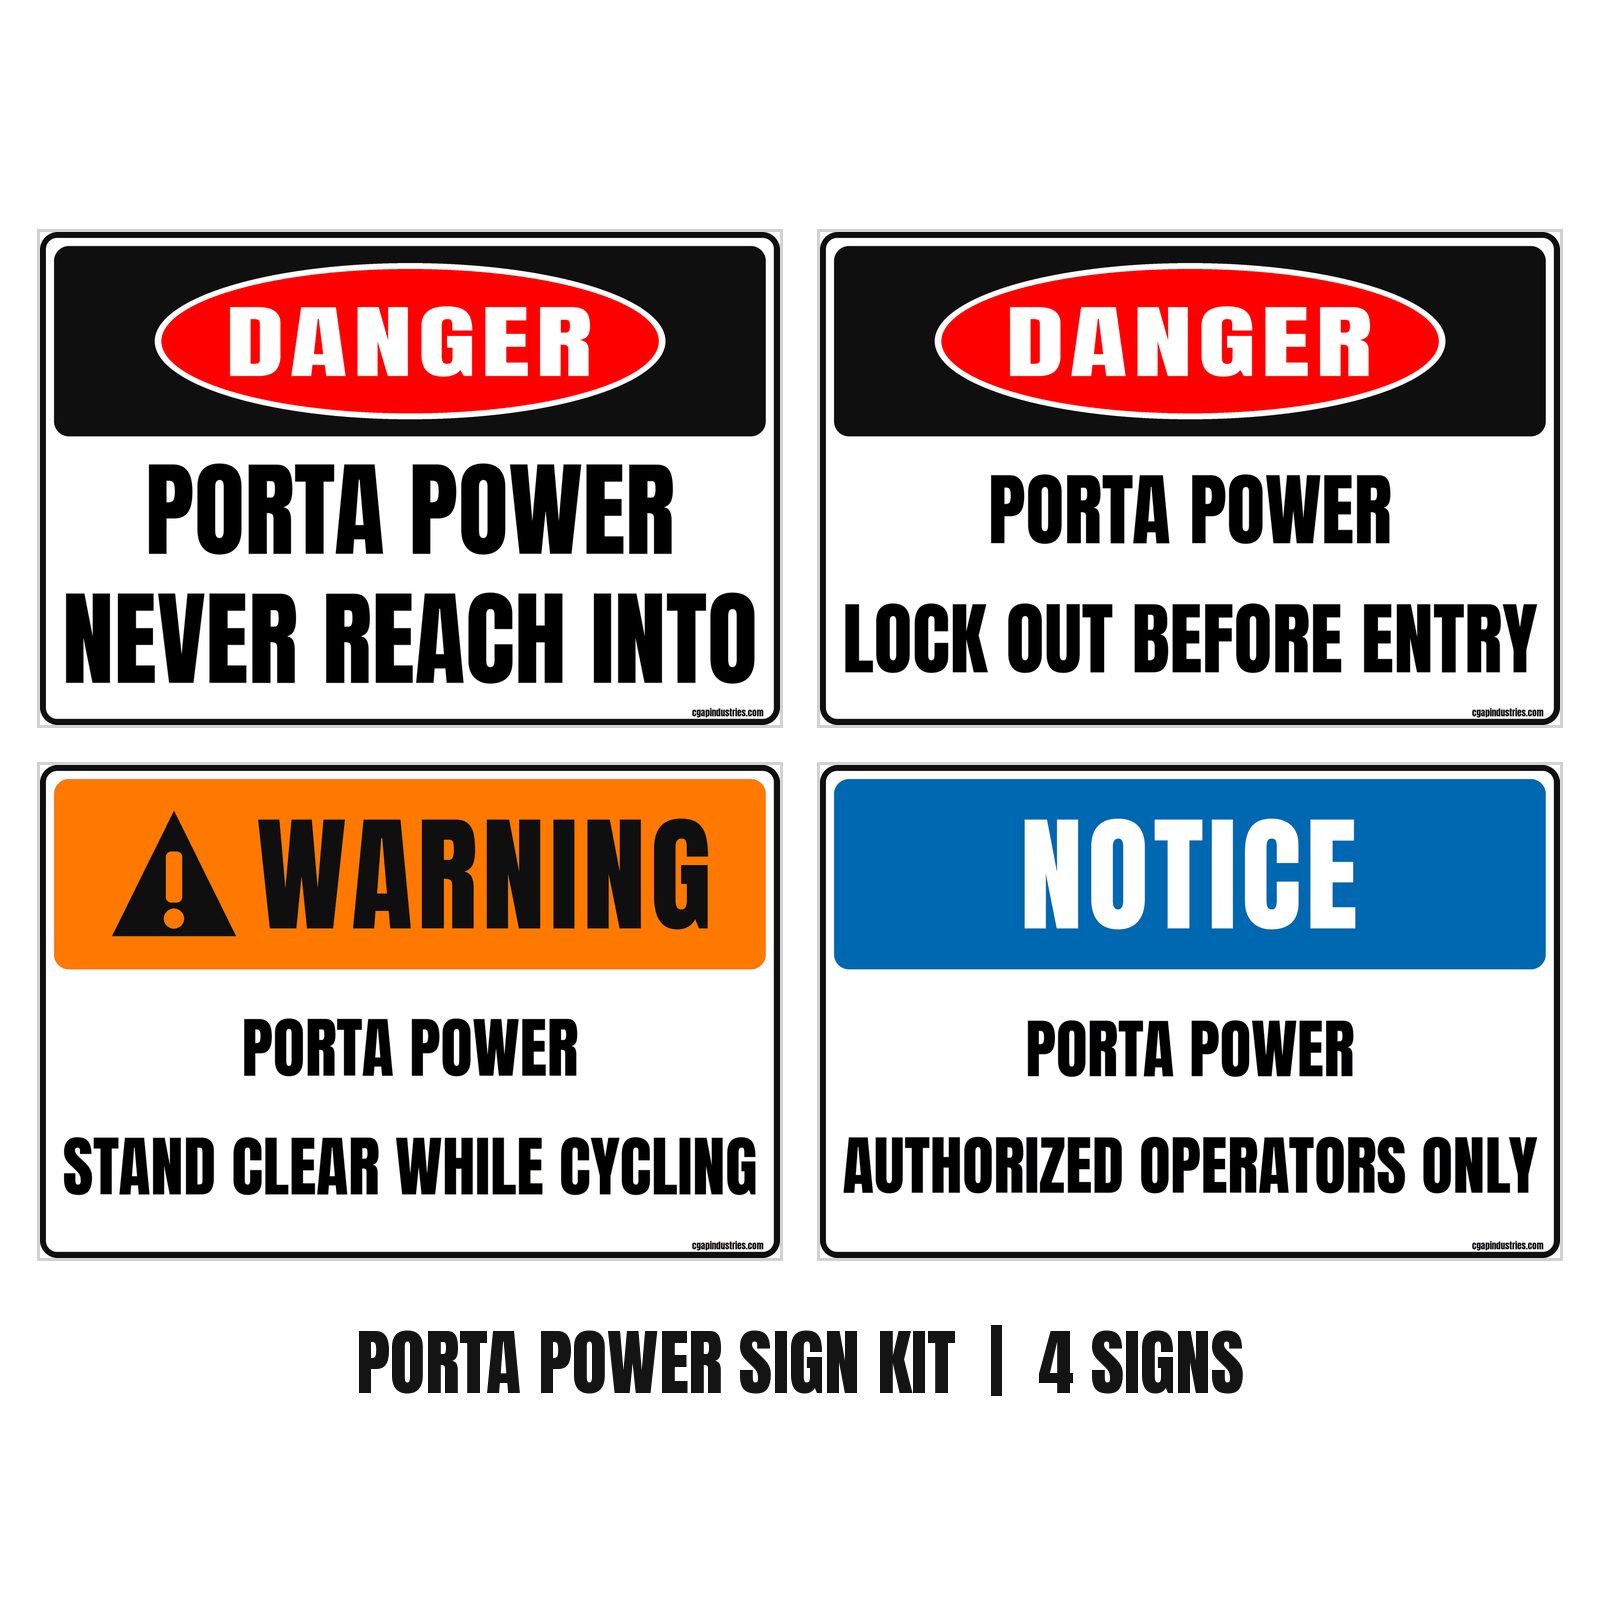 DANGER
PORTA POWER
NEVER REACH INTO
cgapindustries.com
DANGER
PORTA POWER
LOCK OUT BEFORE ENTRY
cgapindustries.com
WARNING
PORTA POWER
STAND CLEAR WHILE CYCLING
cgapindustries.com
NOTICE
PORTA POWER
AUTHORIZED OPERATORS ONLY
cgapindustries.com
PORTA POWER SIGN KIT | 4 SIGNS